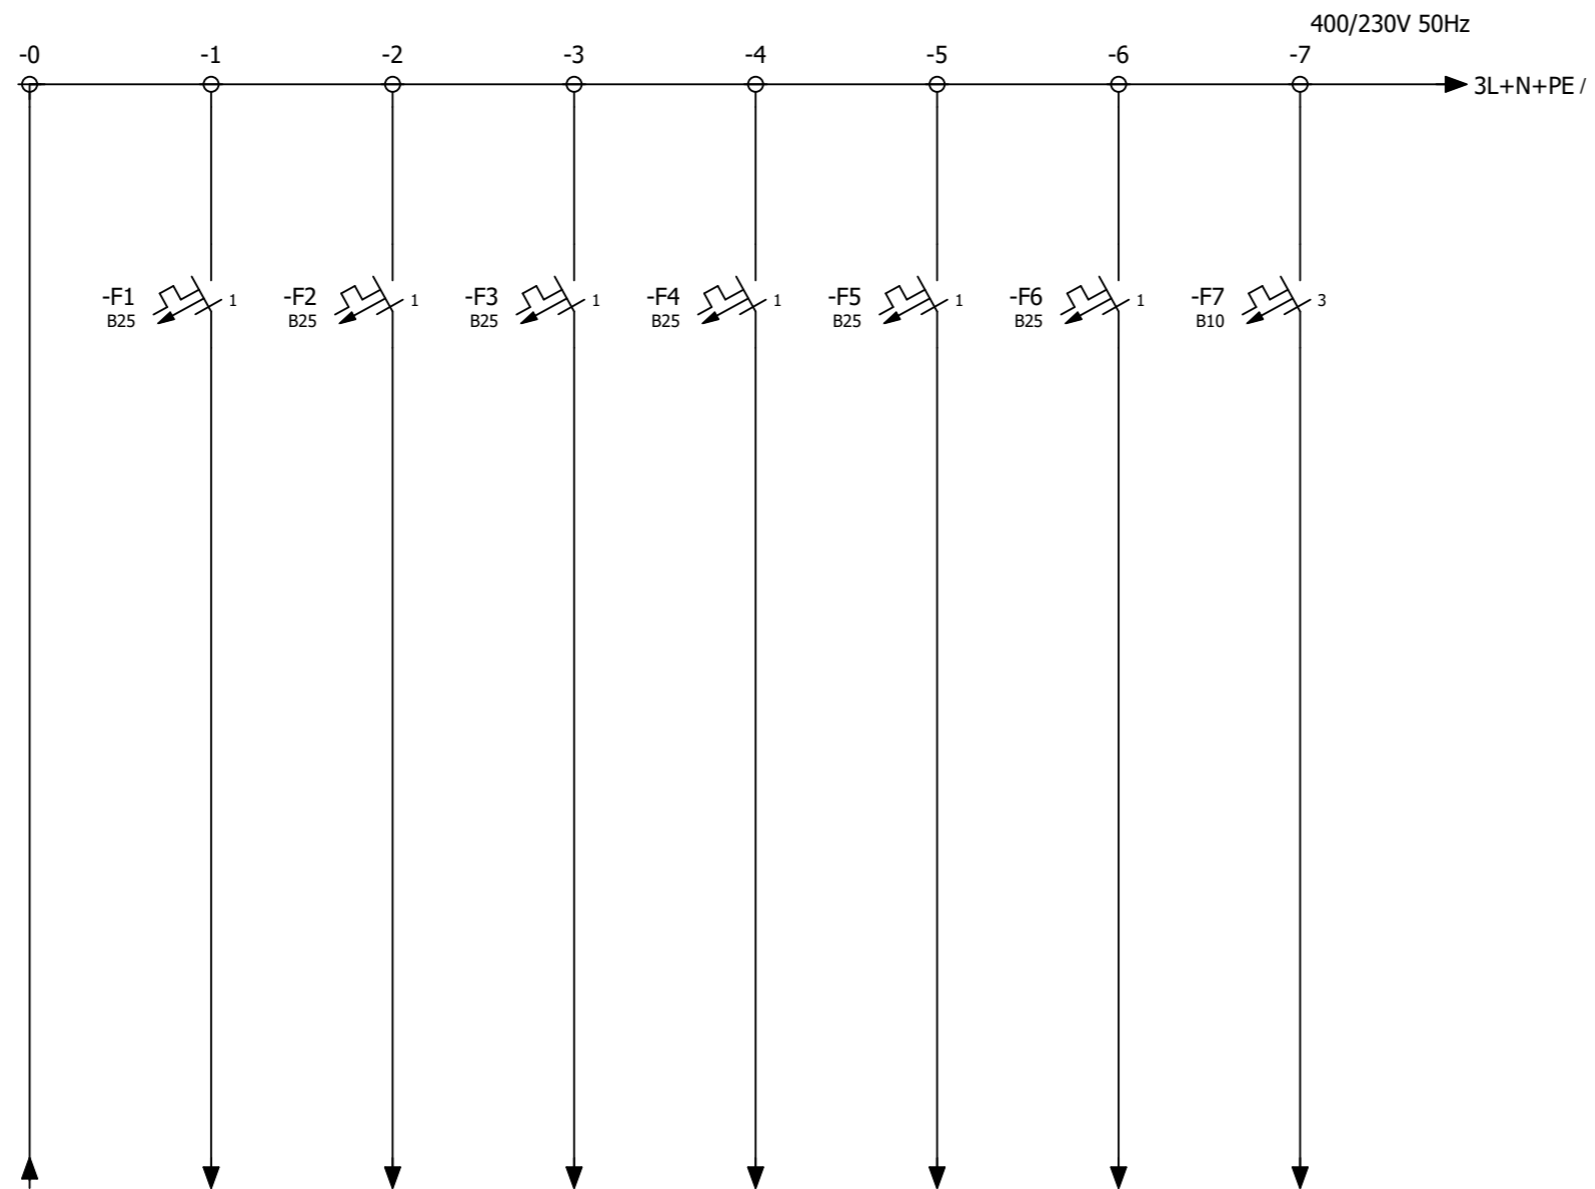 400/230V 50Hz
-0 -1 -2 -3 -4 -5 -6 -7
3L+N+PE /
-F1 1 -F2 1 -F3 1 -F4 1 -F5 1 -F6 1 -F7 3
B25 B25 B25 B25 B25 B25 B10